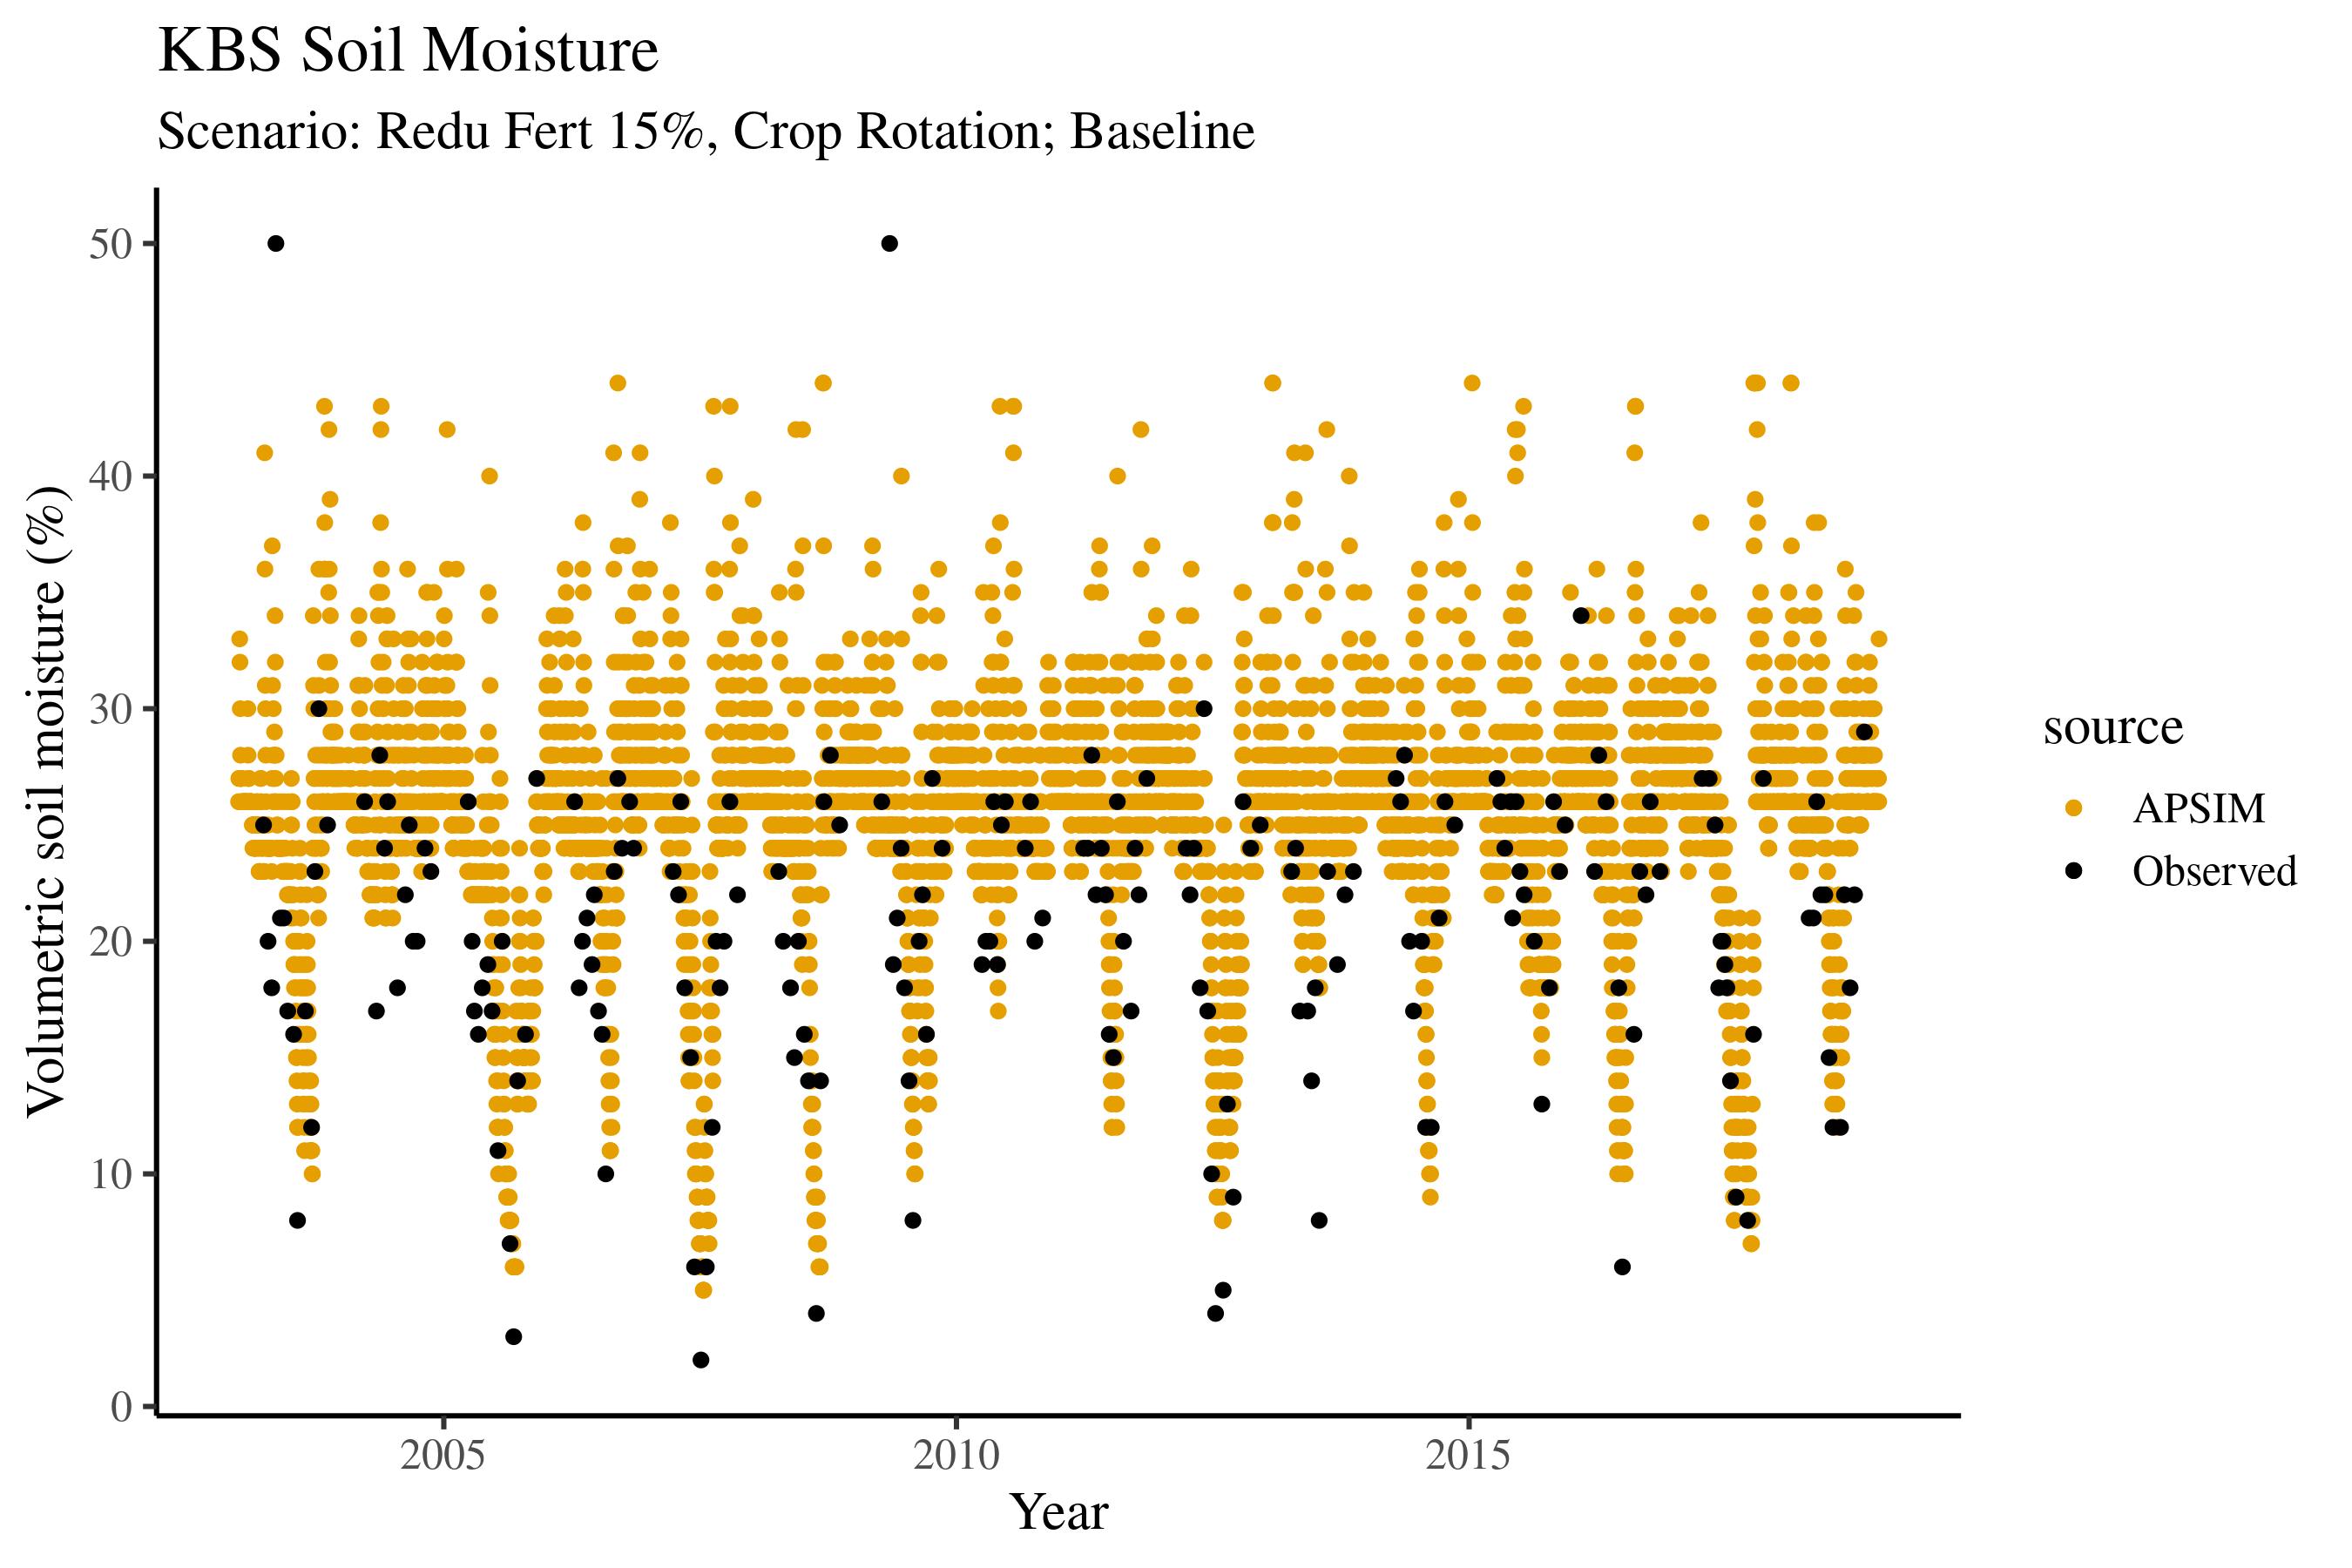 KBS Soil Moisture
Scenario: Redu Fert 15%, Crop Rotation; Baseline
Volumetric soil moisture (%)
50
40
30
20
10
0
2005
2010
2015
Year
source
APSIM
Observed